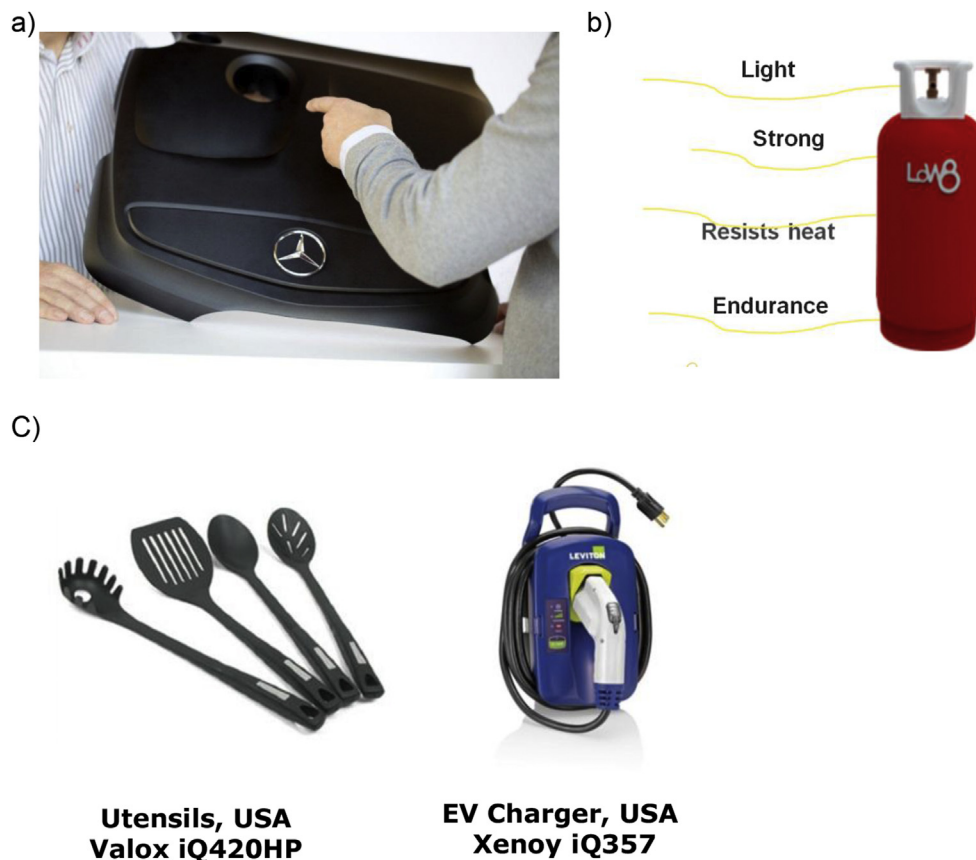 a)
b)
Light
Strong
Resists heat
Endurance
LOW8
C)
LEVITON
Utensils, USA
Valox iQ420HP
EV Charger, USA
Xenoy iQ357